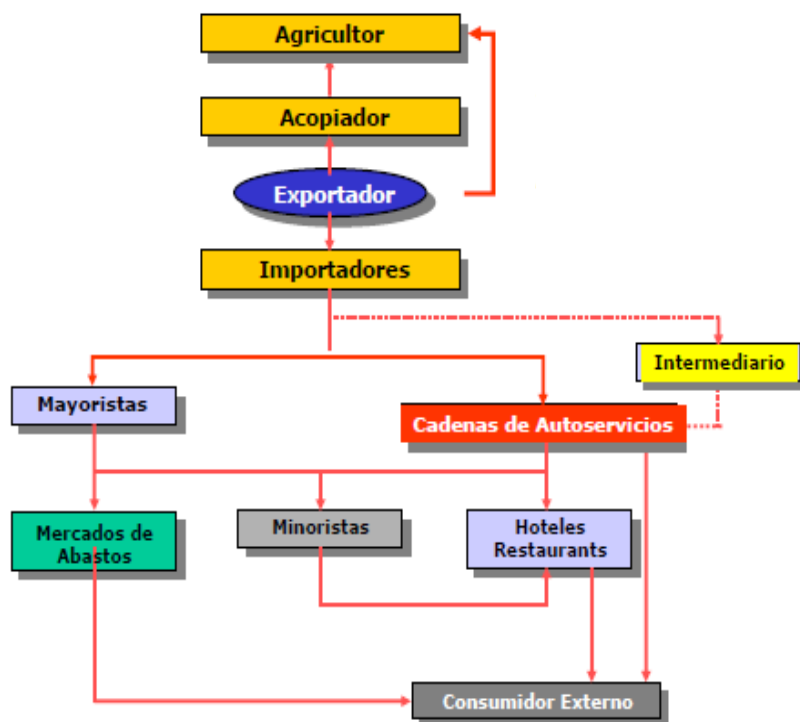 Agricultor
Acopiador
Exportador
Importadores
Intermediario
Mayoristas
Cadenas de Autoservicios
Mercados de
Abastos
Minoristas
Hoteles
Restaurants
Consumidor Externo